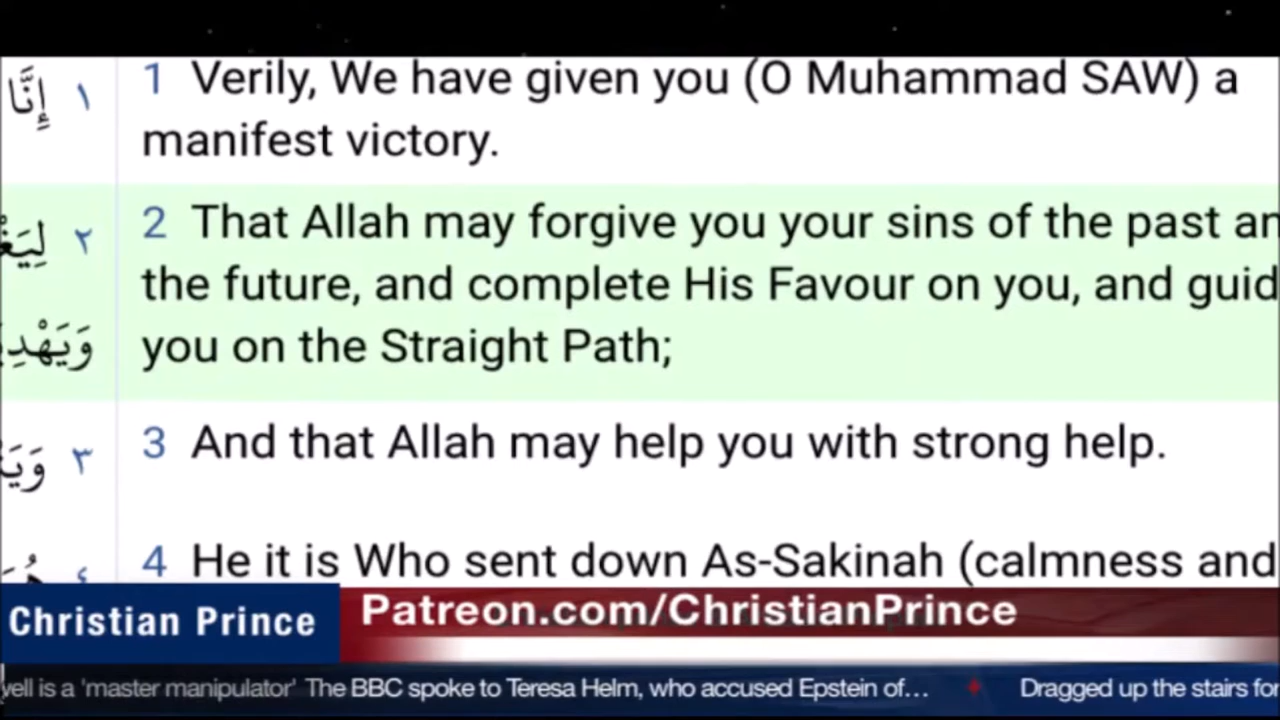 إِنَّا ١ 1 Verily, We have given you (O Muhammad SAW) a
manifest victory.
٢ 2 That Allah may forgive you your sins of the past
the future, and complete His Favour on you, and
you on the Straight Path;
٣ 3 And that Allah may help you with strong help.
٤ 4 He it is Who sent down As-Sakinah (calmness and
Christian Prince
Patreon.com/ChristianPrince
is a 'master manipulator' The BBC spoke to Teresa Helm, who accused Epstein of... Dragged up the stairs for